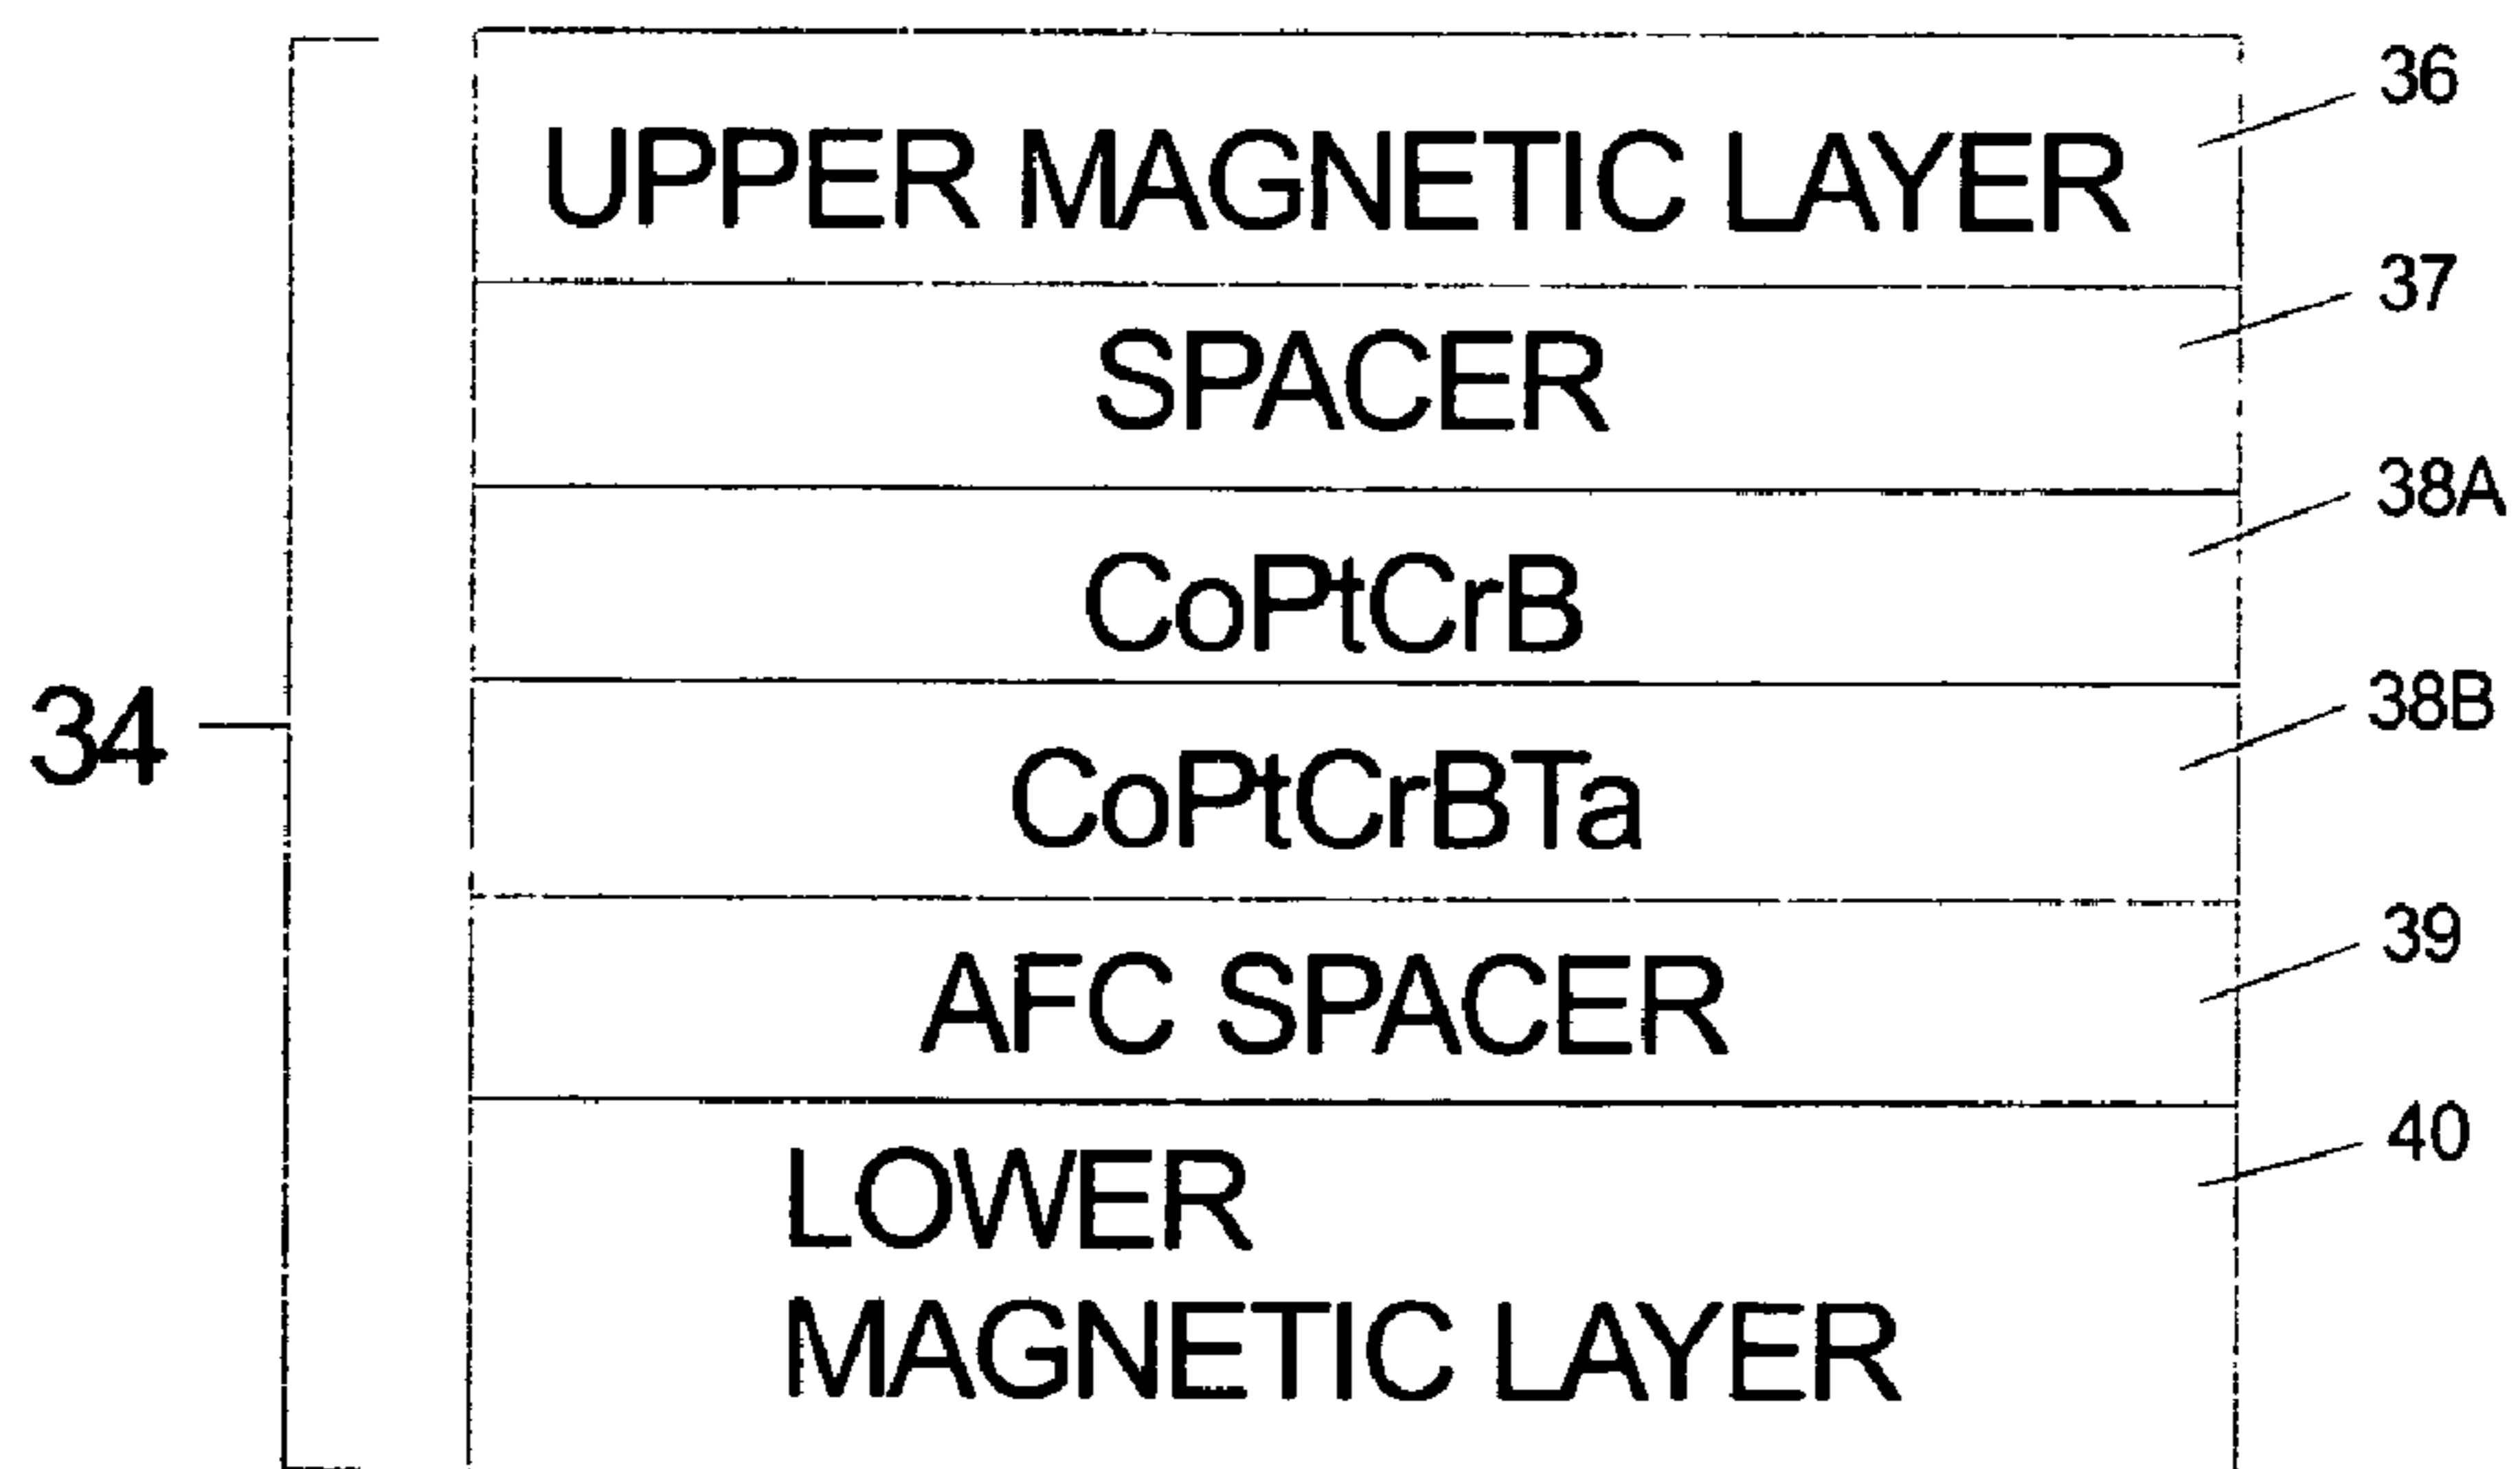 UPPER MAGNETIC LAYER
36
SPACER
37
CoPtCrB
38A
34
CoPtCrBTa
38B
AFC SPACER
39
LOWER
MAGNETIC LAYER
40